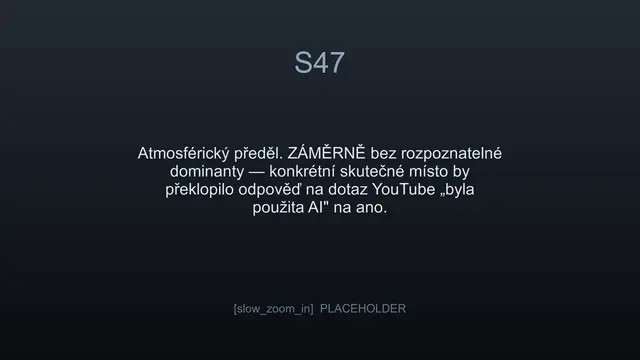 S47
Atmosférický předěl. ZÁMĚRNĚ bez rozpoznatelné
dominanty — konkrétní skutečné místo by
překlopilo odpověď na dotaz YouTube „byla
použita AI" na ano.
[slow_zoom_in]  PLACEHOLDER